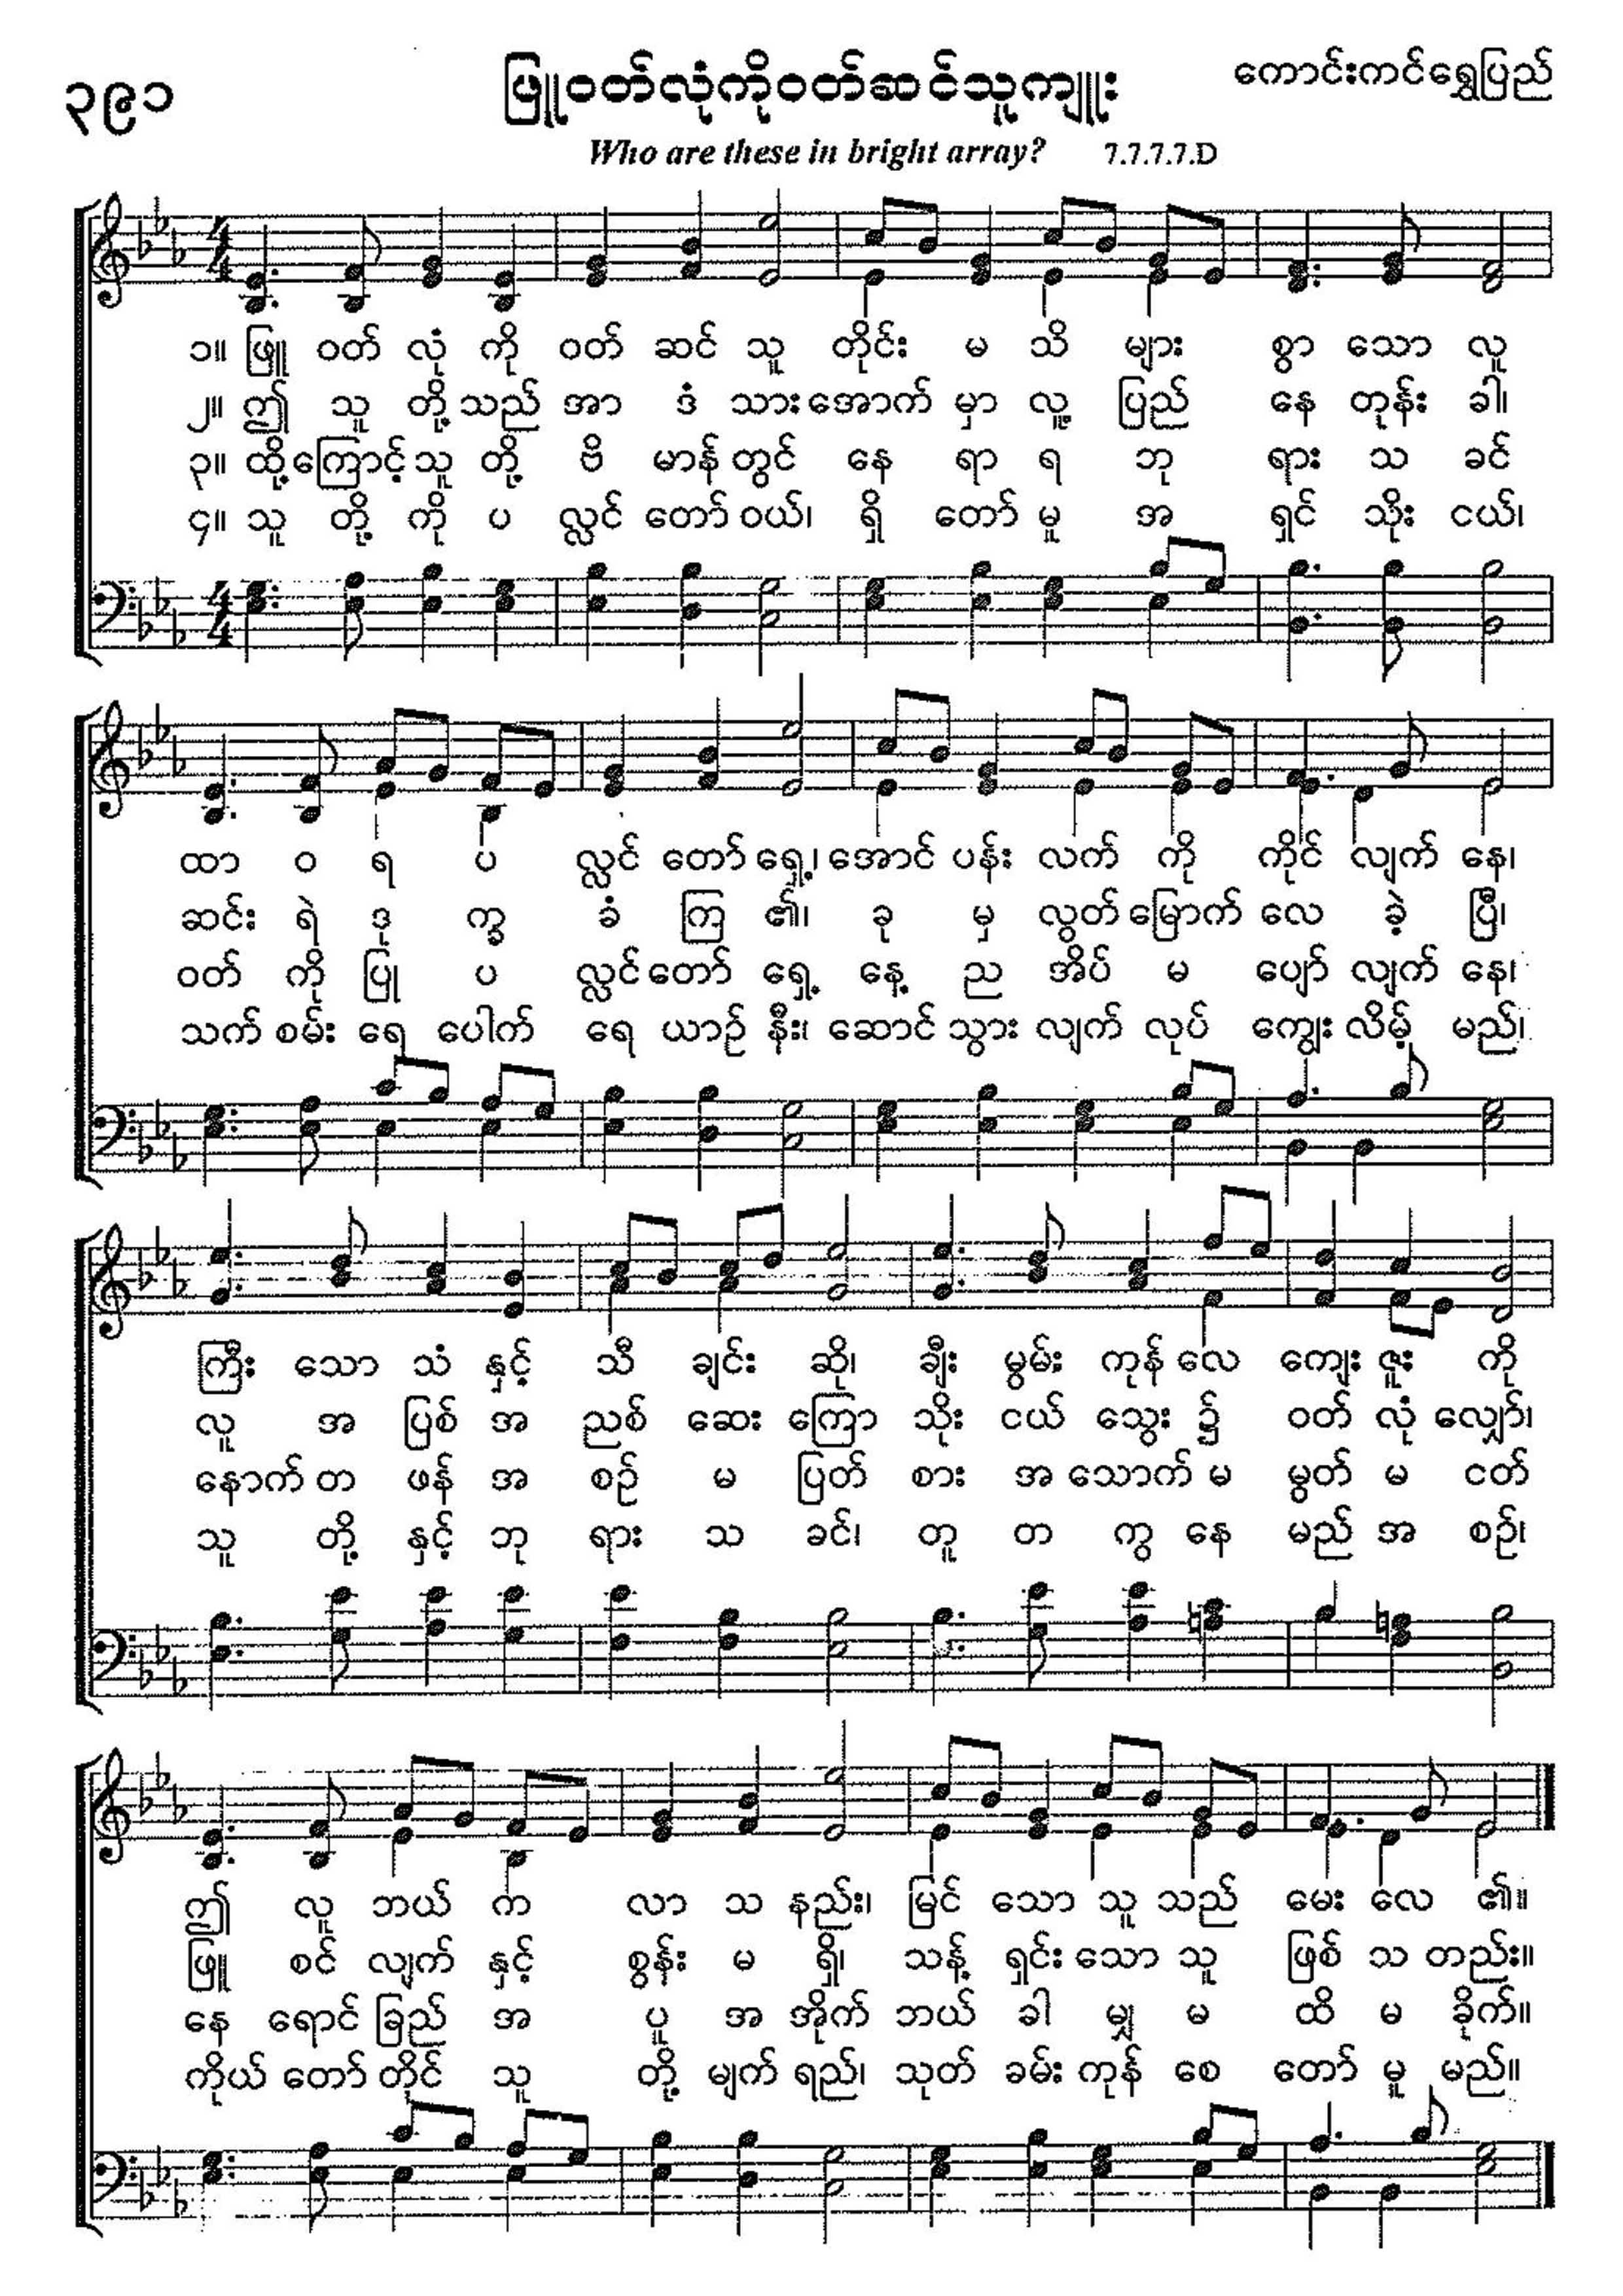 ၃၉၁
ဖြူဝတ်လုံကိုဝတ်ဆင်သူကျူး
ကောင်းကင်ရွှေပြည်
Who are these in bright array? 7.7.7.7.D
၁။ ဖြူ ဝတ် လုံ ကို ဝတ် ဆင် သူ တိုင်း မ သိ များ စွာ သော လူ
၂။ ဤ သူ တို့ သည် အာ ဒံ သား အောက် မှာ လူ့ ပြည် နေ တုန်း ခါ၊
၃။ ထို့ ကြောင့် သူ တို့ ဗိ မာန် တွင် နေ ရာ ရ ဘု ရား သ ခင်
၄။ သူ တို့ ကို ပ လ္လင် တော် ဝယ်၊ ရှိ တော် မူ အ ရှင် သိုး ငယ်၊
ထာ ဝ ရ ပ လ္လင် တော် ရှေ့၊ အောင် ပန်း လက် ကို ကိုင် လျက် နေ၊
ဆင်း ရဲ ဒု က္ခ ခံ ကြ ၏၊ ခု မှ လွတ် မြောက် လေ ခဲ့ ပြီ၊
ဝတ် ကို ပြု ပ လ္လင် တော် ရှေ့ နေ့ ည အိပ် မ ပျော် လျက် နေ၊
သက် စမ်း ရေ ပေါက် ရေ ယာဉ် နီး၊ ဆောင် သွား လျက် လုပ် ကျွေး လိမ့် မည်၊
ကြီး သော သံ နှင့် သီ ချင်း ဆို၊ ချီး မွမ်း ကုန် လေ ကျေး ဇူး ကို
လူ အ ပြစ် အ ညစ် ဆေး ကြော သိုး ငယ် သွေး ၌ ဝတ် လုံ လျှော်၊
နောက် တ ဖန် အ စဉ် မ ပြတ် စား အ သောက် မ မွတ် မ ငတ်
သူ တို့ နှင့် ဘု ရား သ ခင်၊ တူ တ ကွ နေ မည် အ စဉ်၊
ဤ လူ ဘယ် က လာ သ နည်း၊ မြင် သော သူ သည် မေး လေ ၏။
ဖြူ စင် လျက် နှင့် စွန်း မ ရှိ၊ သန့် ရှင်း သော သူ ဖြစ် သ တည်း။
နေ ရောင် ခြည် အ ပူ အ အိုက် ဘယ် ခါ မျှ မ ထိ မ ခိုက်။
ကိုယ် တော် တိုင် သူ တို့ မျက် ရည်၊ သုတ် ခမ်း ကုန် စေ တော် မူ မည်။